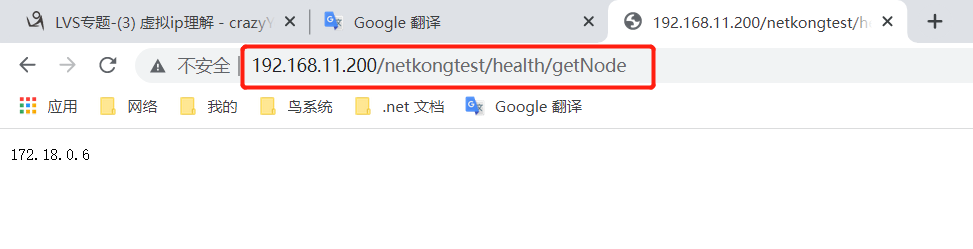 LVS专题-(3) 虚拟ip理解 - crazyY
Google 翻译
192.168.11.200/netkongtest/he
不安全 | 192.168.11.200/netkongtest/health/getNode
应用 网络 我的 鸟系统 .net 文档 Google 翻译
172.18.0.6